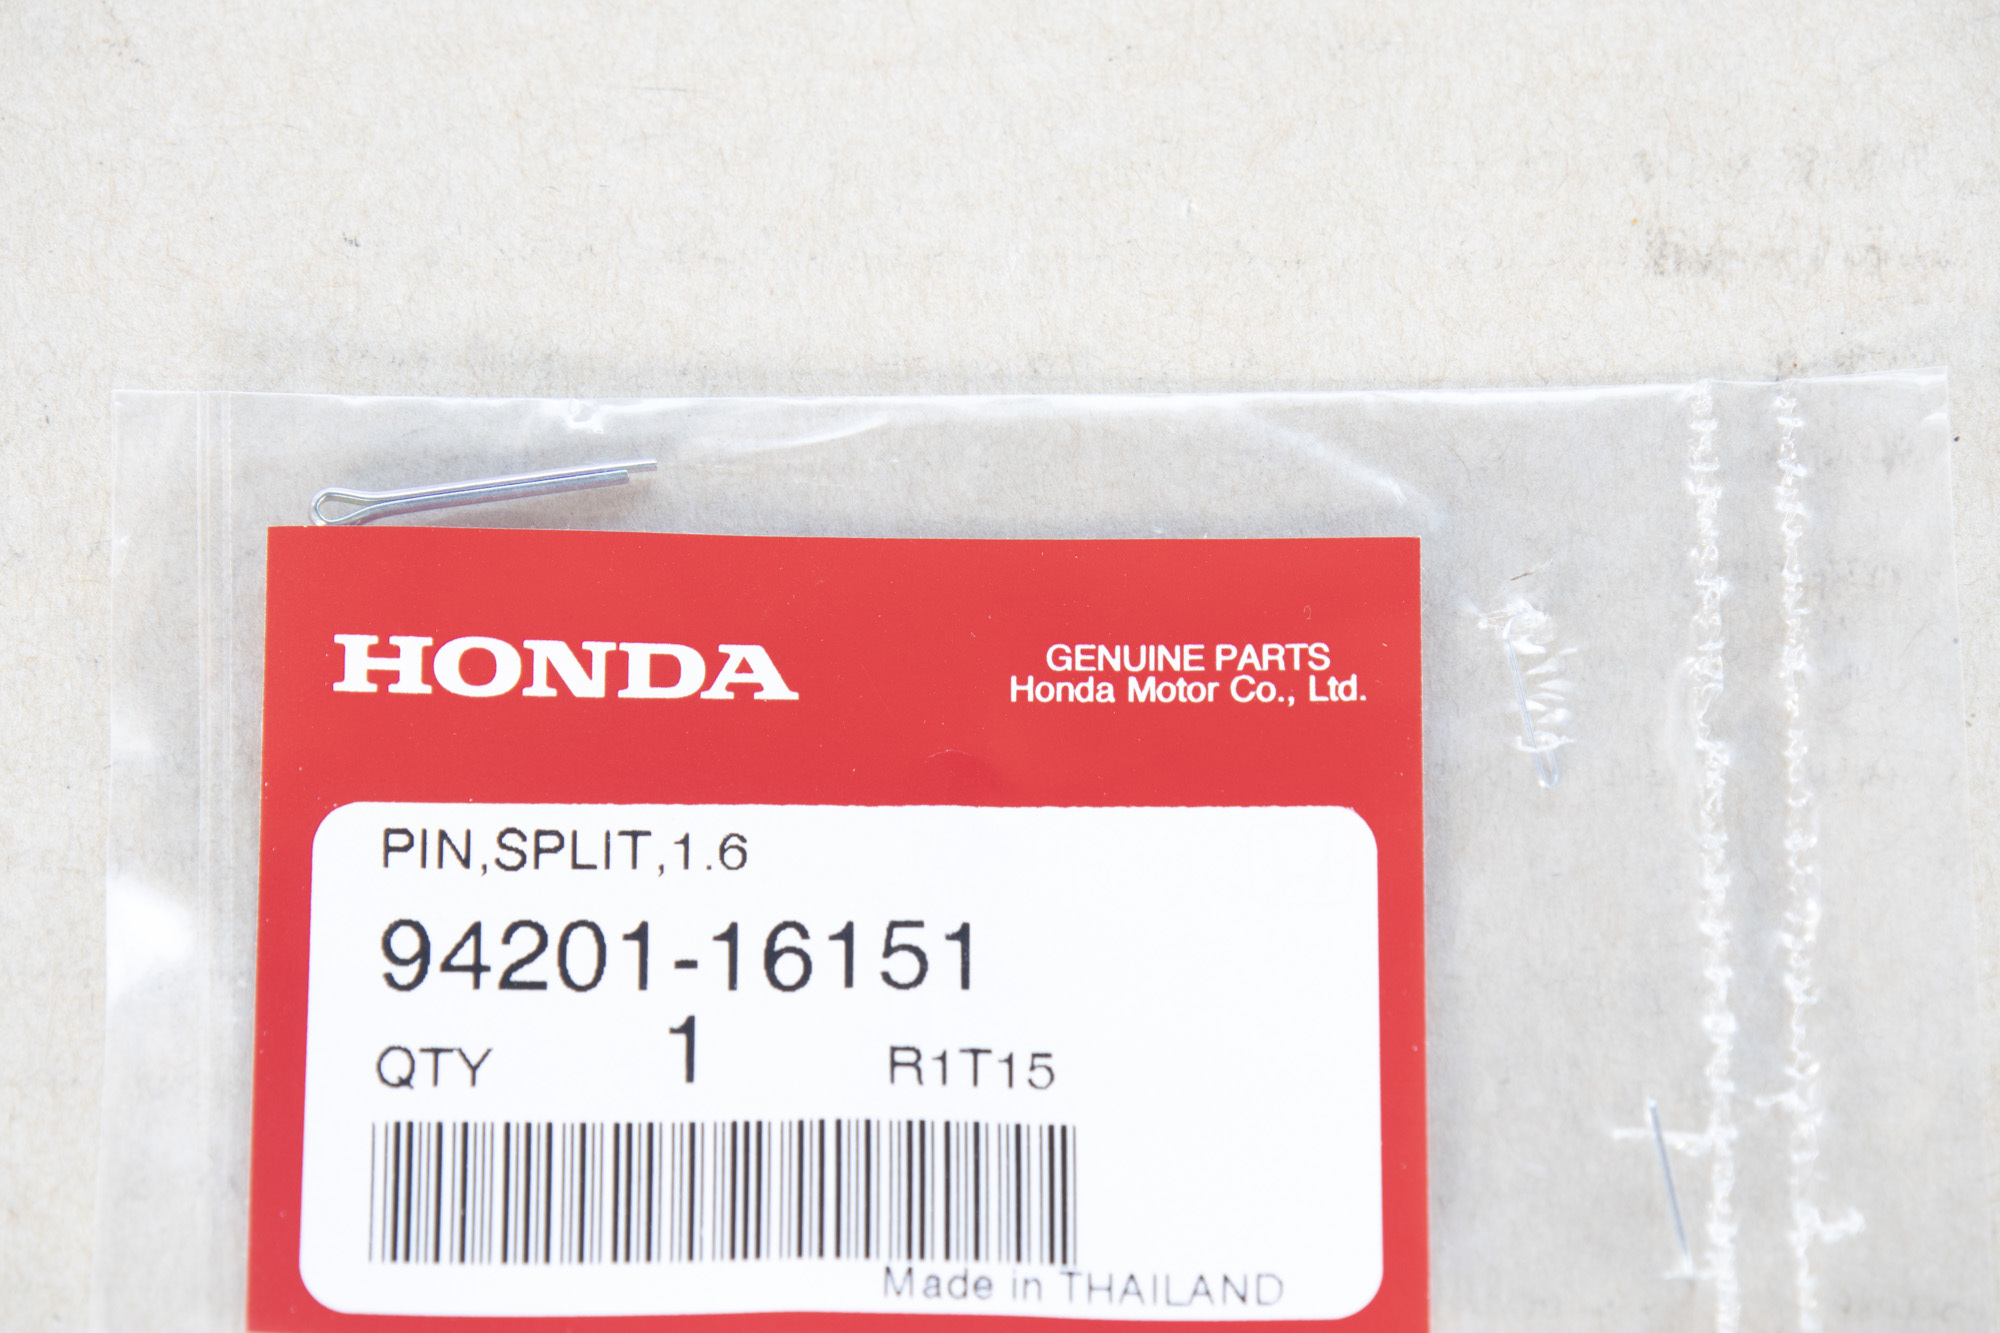 HONDA
GENUINE PARTS
Honda Motor Co., Ltd.
PIN,SPLIT,1.6
94201-16151
QTY 1 R1T15
Made in THAILAND